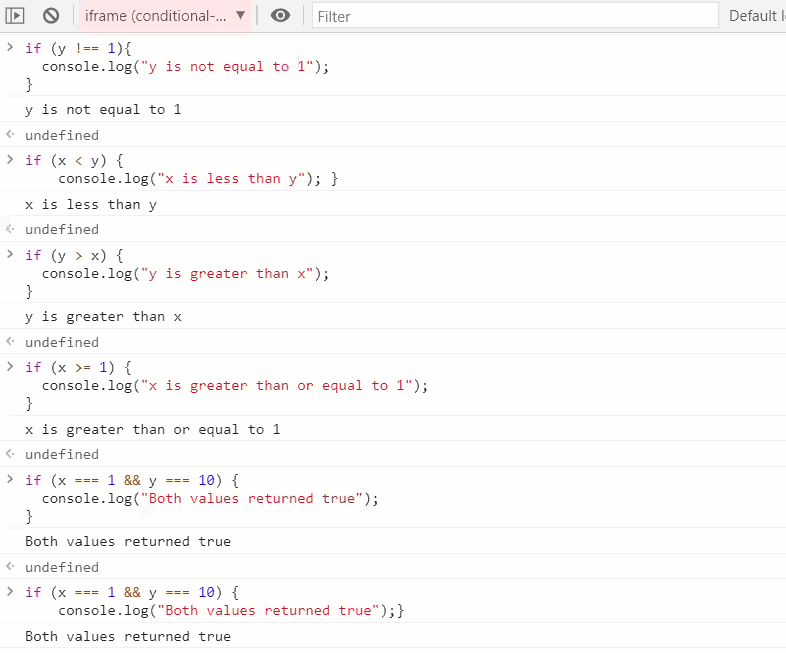 iframe (conditional-... ▼
Filter
Default l
> if (y !== 1){
  console.log("y is not equal to 1");
}
y is not equal to 1
undefined
> if (x < y) {
    console.log("x is less than y"); }
x is less than y
undefined
> if (y > x) {
  console.log("y is greater than x");
}
y is greater than x
undefined
> if (x >= 1) {
  console.log("x is greater than or equal to 1");
}
x is greater than or equal to 1
undefined
> if (x === 1 && y === 10) {
  console.log("Both values returned true");
}
Both values returned true
undefined
> if (x === 1 && y === 10) {
    console.log("Both values returned true");}
Both values returned true